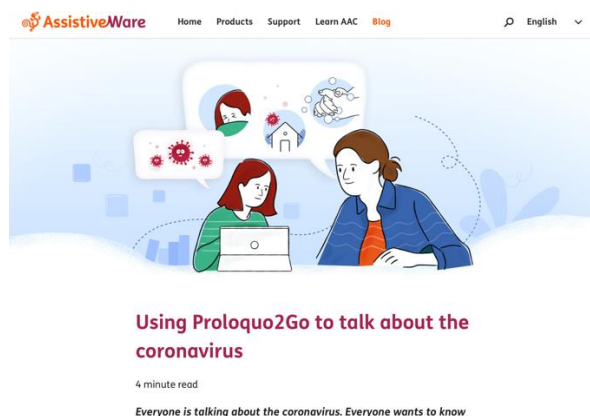 AssistiveWare Home Products Support Learn AAC Blog English
Using Proloquo2Go to talk about the
coronavirus
4 minute read
Everyone is talking about the coronavirus. Everyone wants to know